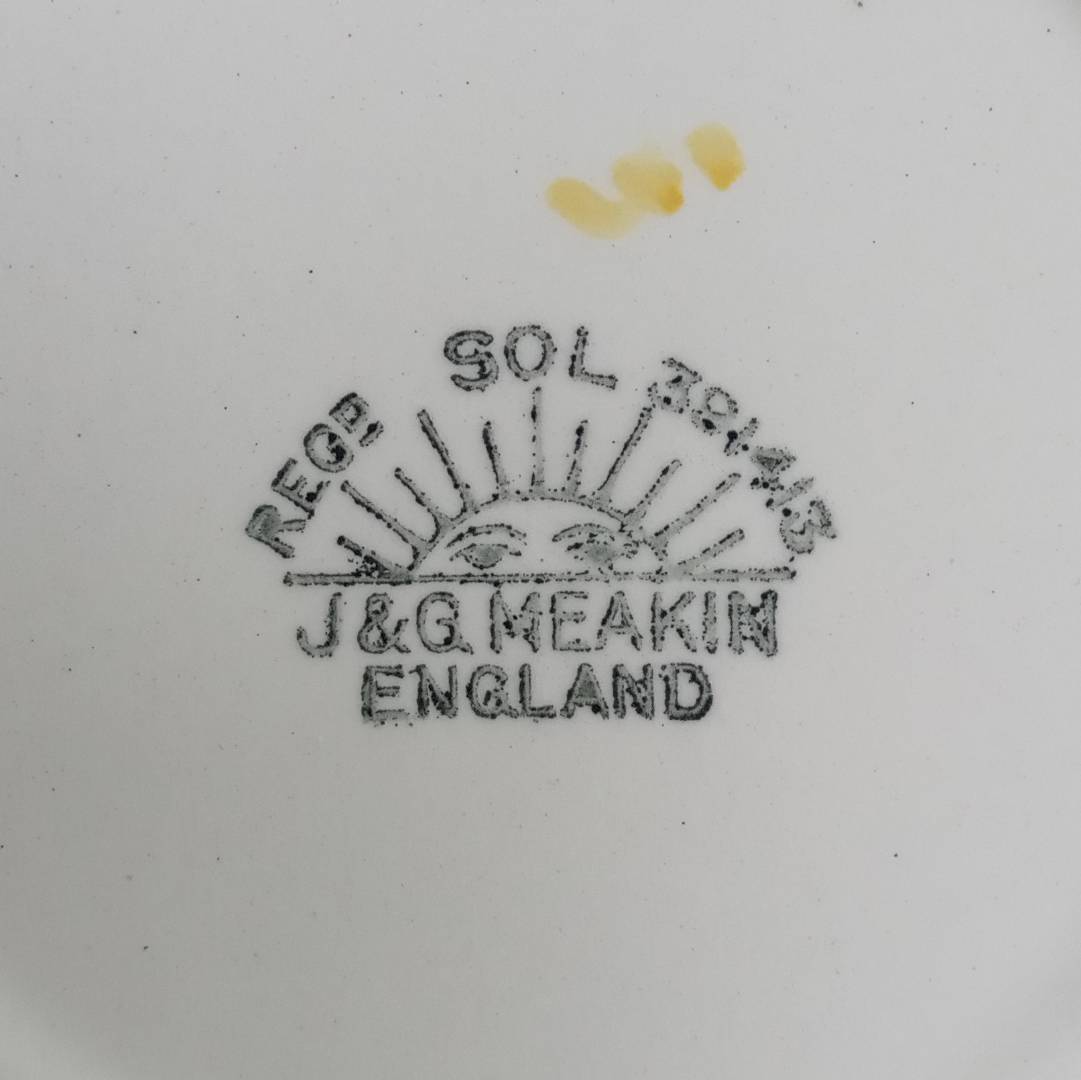 SOL
REGD 391413
J & G MEAKIN
ENGLAND